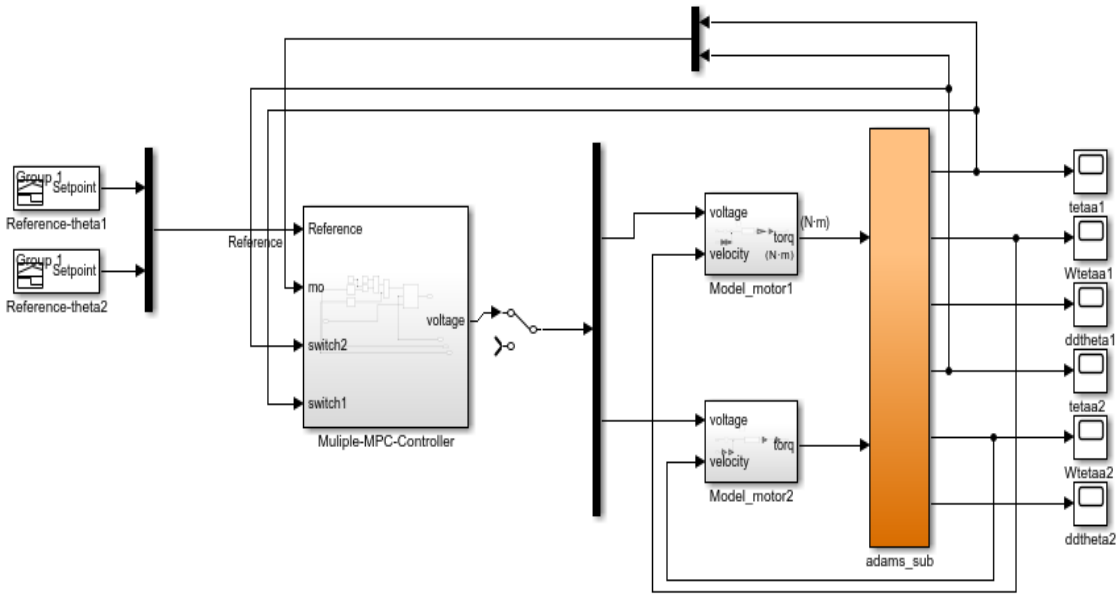 Group 1
Setpoint
Reference-theta1
Group 1
Setpoint
Reference-theta2
Reference
Reference
mo
switch2
switch1
voltage
Muliple-MPC-Controller
voltage
velocity
torq
(N·m)
(N·m)
Model_motor1
voltage
velocity
torq
Model_motor2
adams_sub
tetaa1
Wtetaa1
ddtheta1
tetaa2
Wtetaa2
ddtheta2